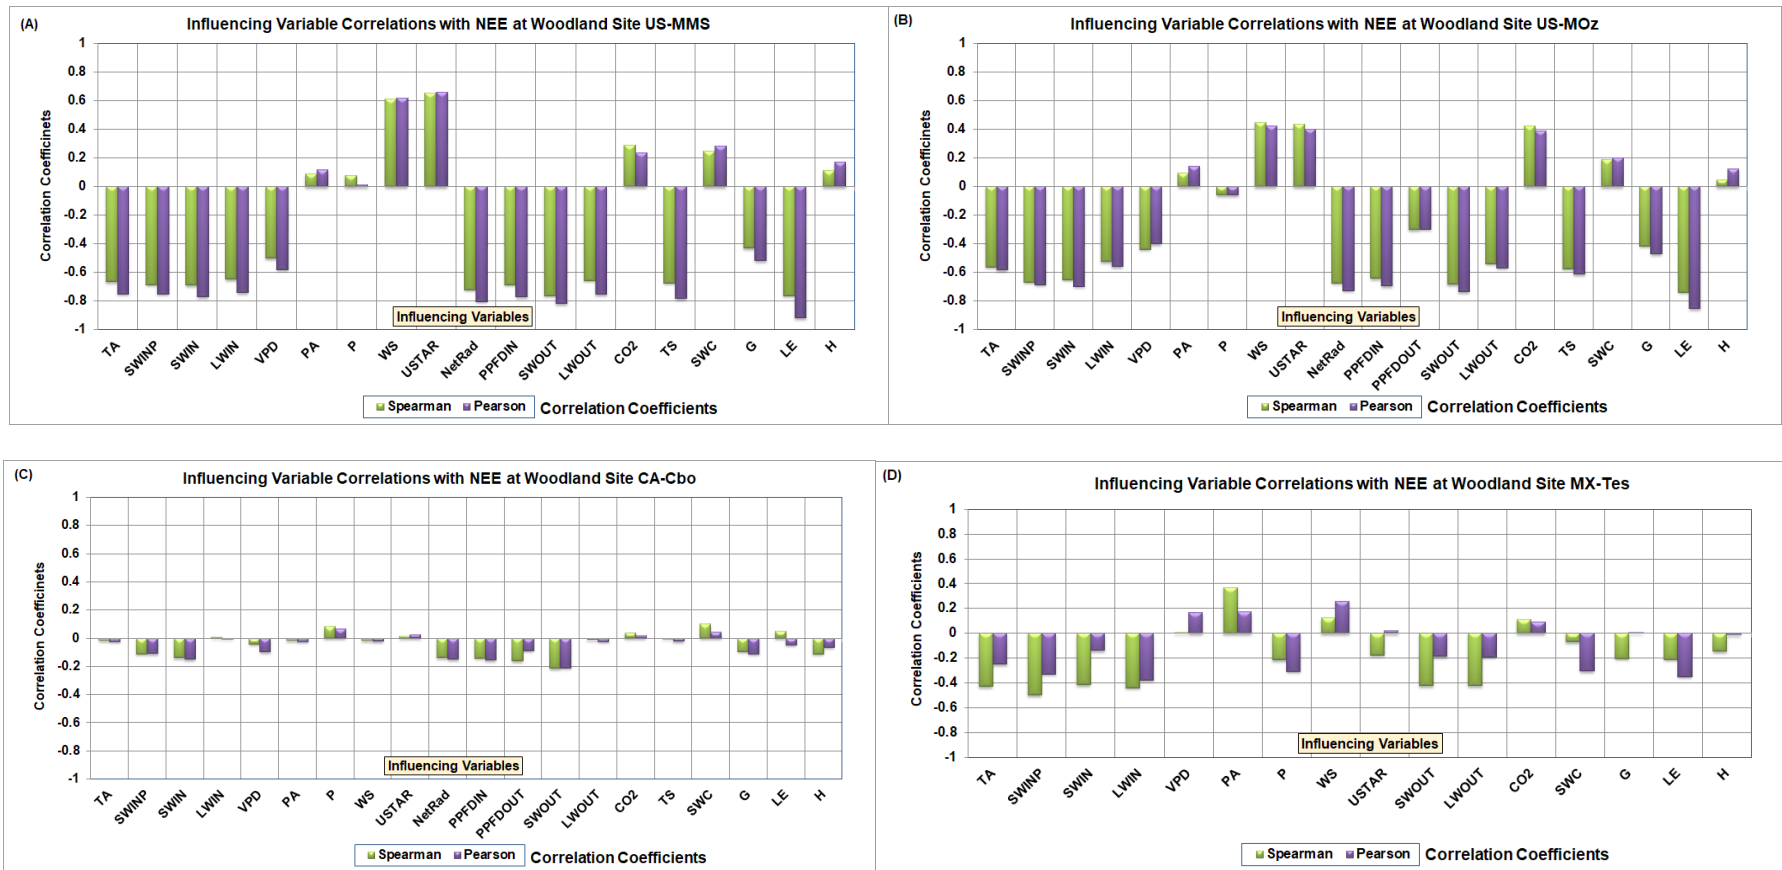 (A)
Influencing Variable Correlations with NEE at Woodland Site US-MMS
1
0.8
0.6
0.4
0.2
0
-0.2
-0.4
-0.6
-0.8
-1
Correlation Coefficinets
Influencing Variables
TA SWINP SWIN LWIN VPD PA P WS USTAR NetRad PPFDIN SWOUT LWOUT CO2 TS SWC G LE H
Spearman Pearson Correlation Coefficients
(B)
Influencing Variable Correlations with NEE at Woodland Site US-MOz
1
0.8
0.6
0.4
0.2
0
-0.2
-0.4
-0.6
-0.8
-1
Correlation Coefficients
Influencing Variables
TA SWINP SWIN LWIN VPD PA P WS USTAR NetRad PPFDIN PPFDOUT SWOUT LWOUT CO2 TS SWC G LE H
Spearman Pearson Correlation Coefficients
(C)
Influencing Variable Correlations with NEE at Woodland Site CA-Cbo
1
0.8
0.6
0.4
0.2
0
-0.2
-0.4
-0.6
-0.8
-1
Correlation Coefficinets
Influencing Variables
TA SWINP SWIN LWIN VPD PA P WS USTAR NetRad PPFDIN PPFDOUT SWOUT LWOUT CO2 TS SWC G LE H
Spearman Pearson Correlation Coefficients
(D)
Influencing Variable Correlations with NEE at Woodland Site MX-Tes
1
0.8
0.6
0.4
0.2
0
-0.2
-0.4
-0.6
-0.8
-1
Correlation Coefficients
Influencing Variables
TA SWINP SWIN LWIN VPD PA P WS USTAR SWOUT LWOUT CO2 SWC G LE H
Spearman Pearson Correlation Coefficients